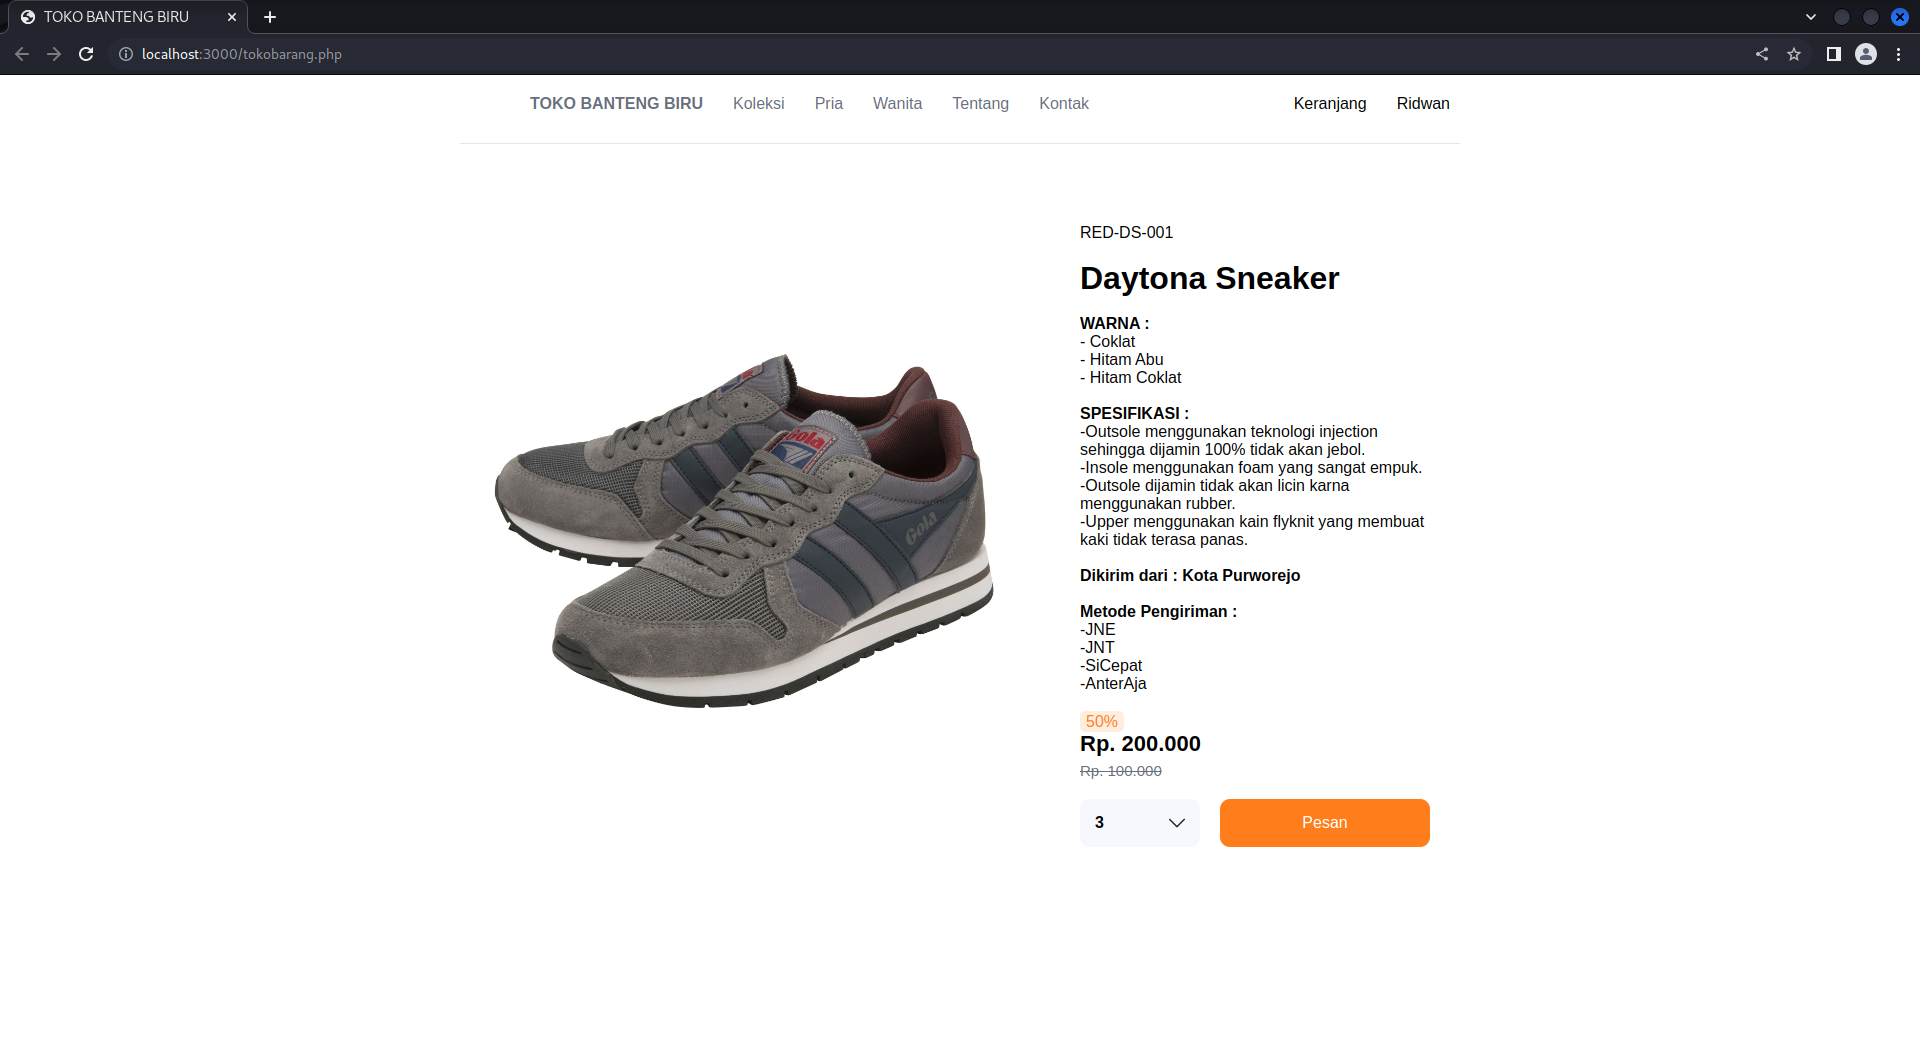 TOKO BANTENG BIRU
localhost:3000/tokobarang.php
TOKO BANTENG BIRU Koleksi Pria Wanita Tentang Kontak Keranjang Ridwan
RED-DS-001
Daytona Sneaker
WARNA :
- Coklat
- Hitam Abu
- Hitam Coklat
SPESIFIKASI :
-Outsole menggunakan teknologi injection
sehingga dijamin 100% tidak akan jebol.
-Insole menggunakan foam yang sangat empuk.
-Outsole dijamin tidak akan licin karna
menggunakan rubber.
-Upper menggunakan kain flyknit yang membuat
kaki tidak terasa panas.
Dikirim dari : Kota Purworejo
Metode Pengiriman :
-JNE
-JNT
-SiCepat
-AnterAja
50%
Rp. 200.000
Rp. 100.000
3 Pesan
Gola
Gola